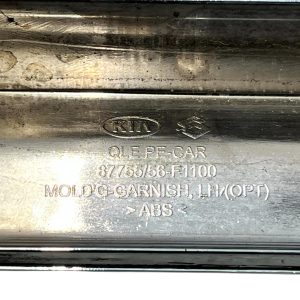 KIA
QLE PE-CAR
87755/56-F1100
MOLD'G-GARNISH, LH/(OPT)
>ABS<